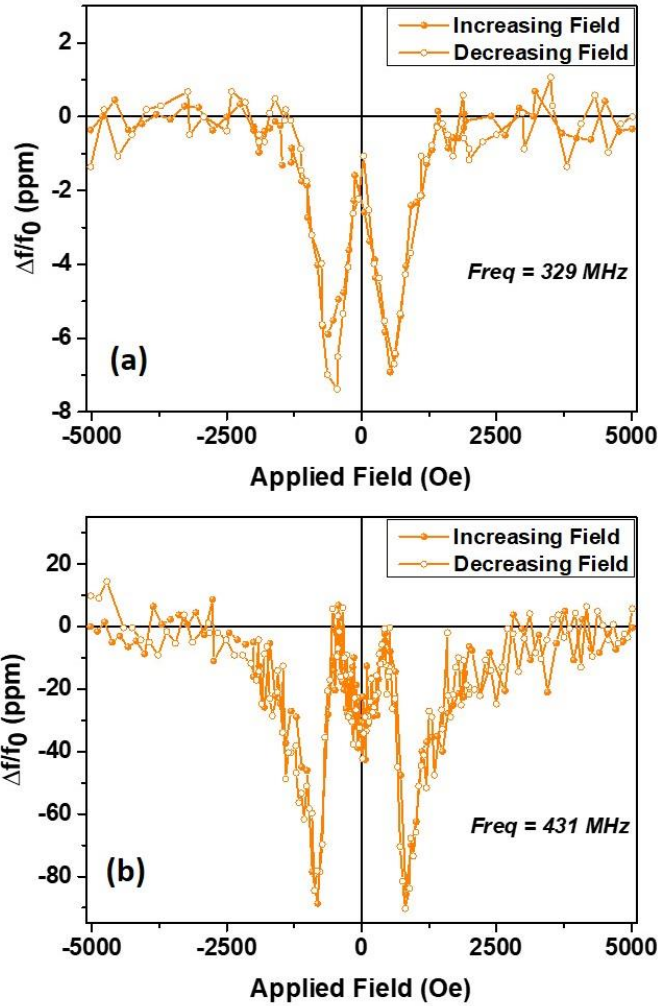 Increasing Field
Decreasing Field
2
0
-2
-4
-6
-8
Δf/f0 (ppm)
Freq = 329 MHz
(a)
-5000 -2500 0 2500 5000
Applied Field (Oe)
Increasing Field
Decreasing Field
20
0
-20
-40
-60
-80
Δf/f0 (ppm)
Freq = 431 MHz
(b)
-5000 -2500 0 2500 5000
Applied Field (Oe)